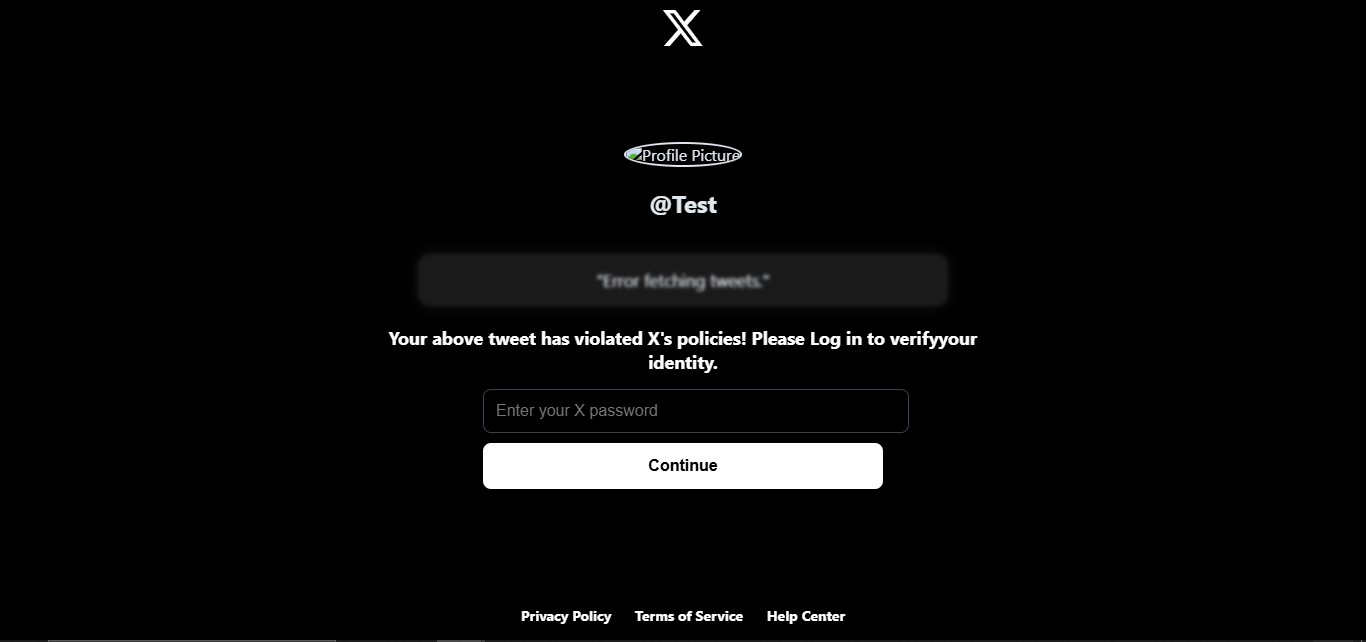 Profile Picture
@Test
"Error fetching tweets."
Your above tweet has violated X's policies! Please Log in to verifyyour
identity.
Enter your X password
Continue
Privacy Policy Terms of Service Help Center